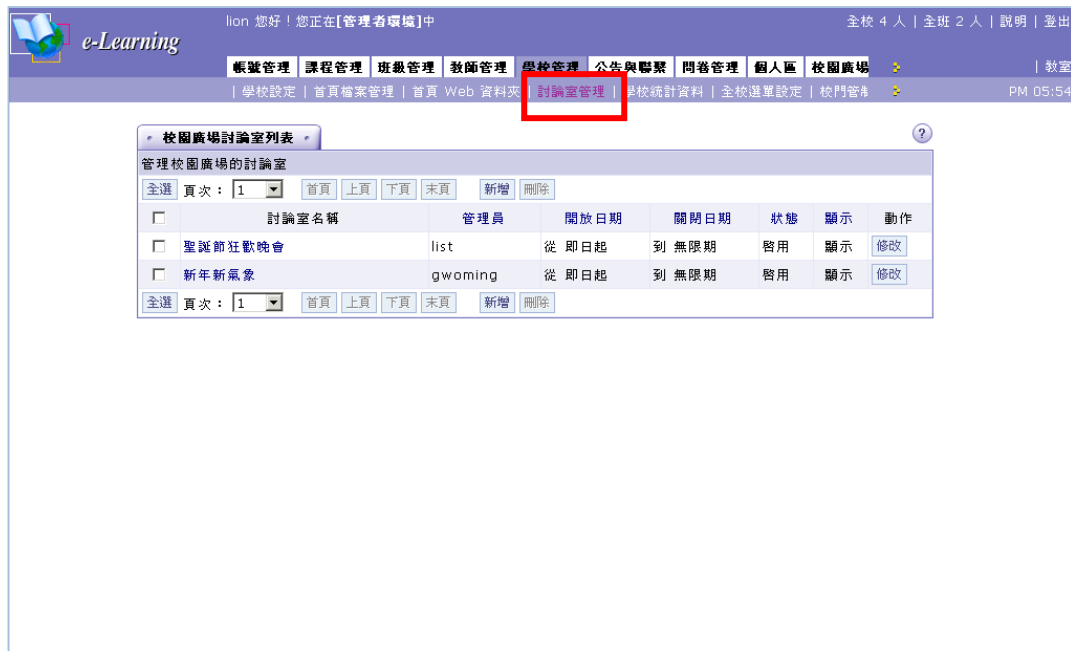 lion 您好！您正在[管理者環境]中 全校 4 人 | 全班 2 人 | 說明 | 登出
e-Learning
帳號管理 課程管理 班級管理 教師管理 學校管理 公告與聯繫 問卷管理 個人區 校園廣場 | 教室
| 學校設定 | 首頁檔案管理 | 首頁 Web 資料夾 | 討論室管理 | 學校統計資料 | 全校選單設定 | 校門管 PM 05:54
校園廣場討論室列表 ?
管理校園廣場的討論室
全選 頁次： 1 首頁 上頁 下頁 末頁 新增 刪除
討論室名稱 管理員 開放日期 關閉日期 狀態 顯示 動作
聖誕節狂歡晚會 list 從 即日起 到 無限期 啓用 顯示 修改
新年新氣象 gwoming 從 即日起 到 無限期 啓用 顯示 修改
全選 頁次： 1 首頁 上頁 下頁 末頁 新增 刪除